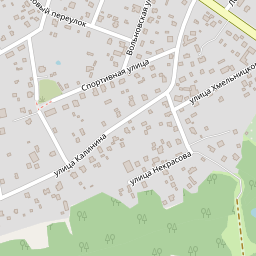 овый переулок
Вольновская у
Спортивная улица
улица Хмельницко
улица Калинина
улица Некрасова